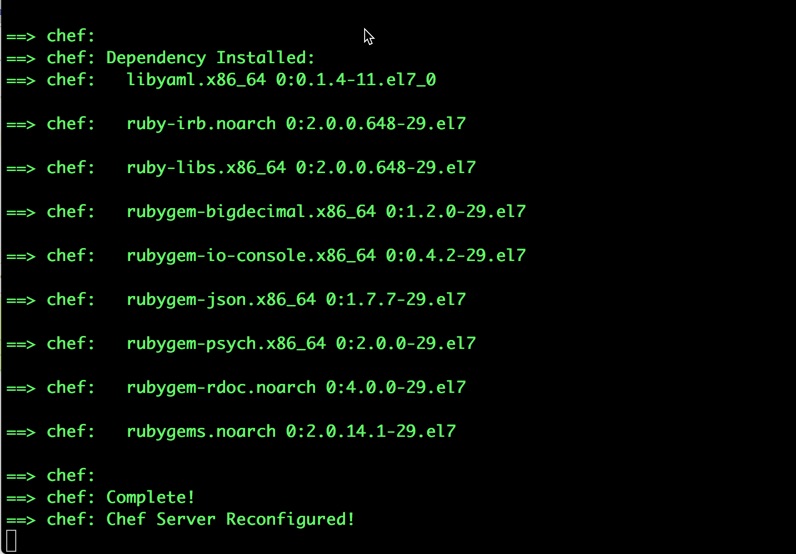 ==> chef:
==> chef: Dependency Installed:
==> chef:   libyaml.x86_64 0:0.1.4-11.el7_0
==> chef:   ruby-irb.noarch 0:2.0.0.648-29.el7
==> chef:   ruby-libs.x86_64 0:2.0.0.648-29.el7
==> chef:   rubygem-bigdecimal.x86_64 0:1.2.0-29.el7
==> chef:   rubygem-io-console.x86_64 0:0.4.2-29.el7
==> chef:   rubygem-json.x86_64 0:1.7.7-29.el7
==> chef:   rubygem-psych.x86_64 0:2.0.0-29.el7
==> chef:   rubygem-rdoc.noarch 0:4.0.0-29.el7
==> chef:   rubygems.noarch 0:2.0.14.1-29.el7
==> chef:
==> chef: Complete!
==> chef: Chef Server Reconfigured!